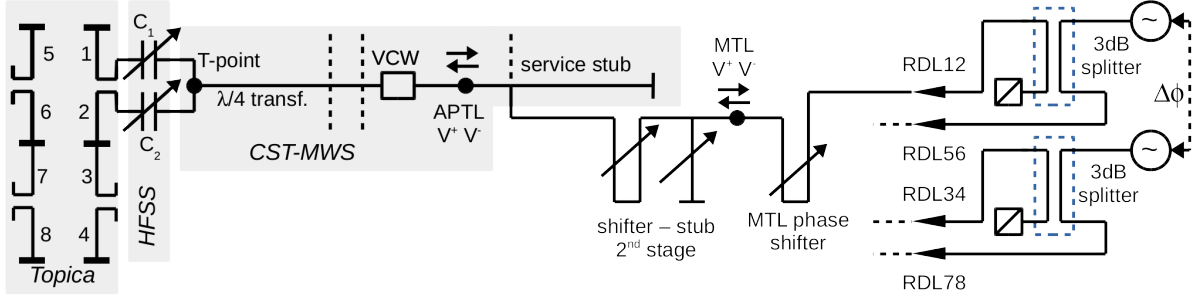 5
1
6
2
7
3
8
4
Topica
C1
C2
HFSS
T-point
λ/4 transf.
CST-MWS
VCW
APTL
V+ V-
service stub
shifter – stub
2nd stage
MTL
V+ V-
MTL phase
shifter
RDL12
RDL56
RDL34
RDL78
3dB
splitter
3dB
splitter
~
~
Δϕ